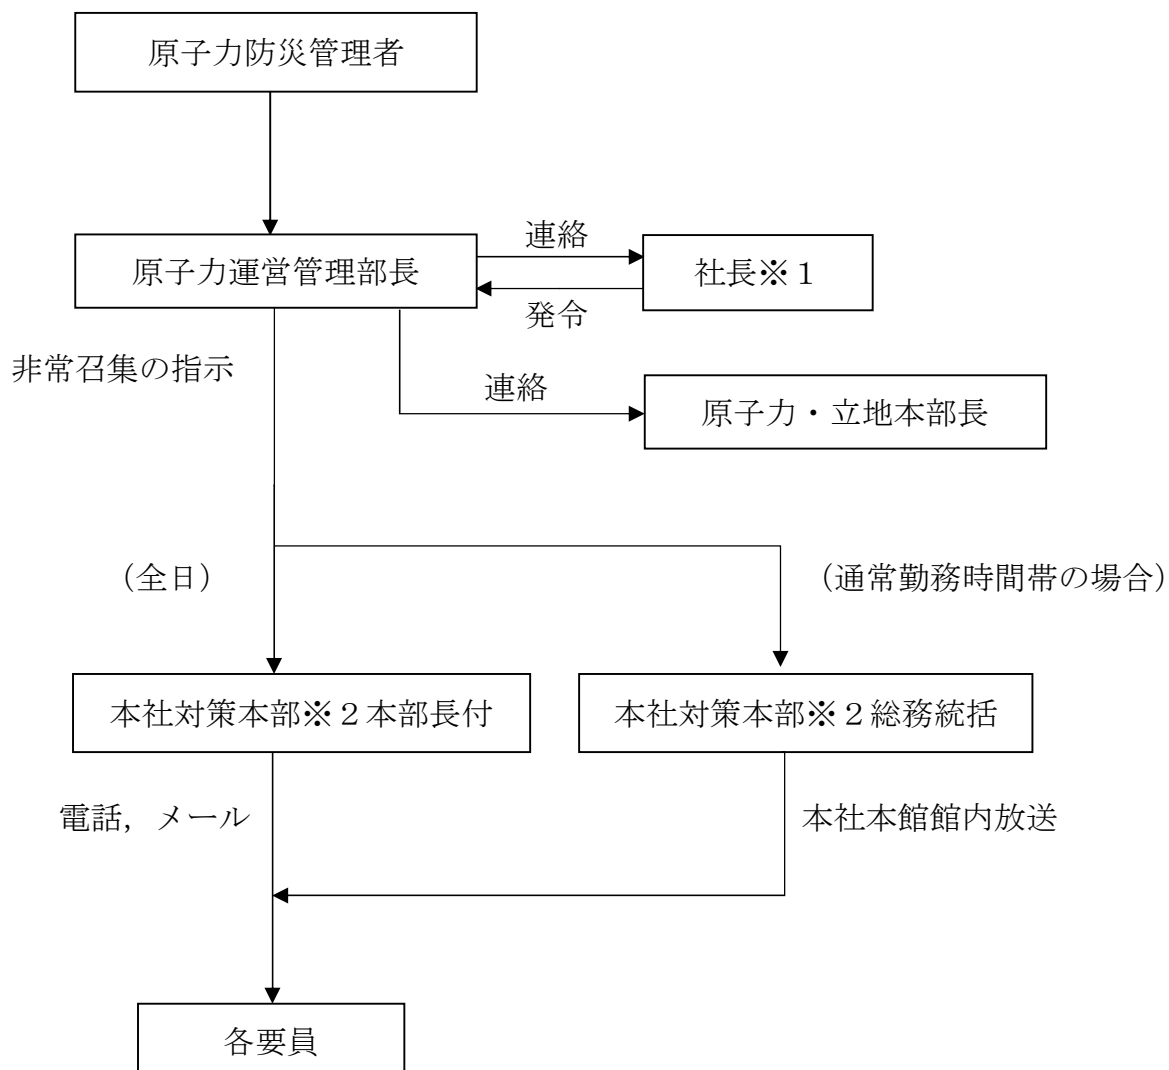 原子力防災管理者
連絡
原子力運営管理部長
社長※１
発令
非常召集の指示
連絡
原子力・立地本部長
（全日）
（通常勤務時間帯の場合）
本社対策本部※２本部長付
本社対策本部※２総務統括
電話，メール
本社本館館内放送
各要員